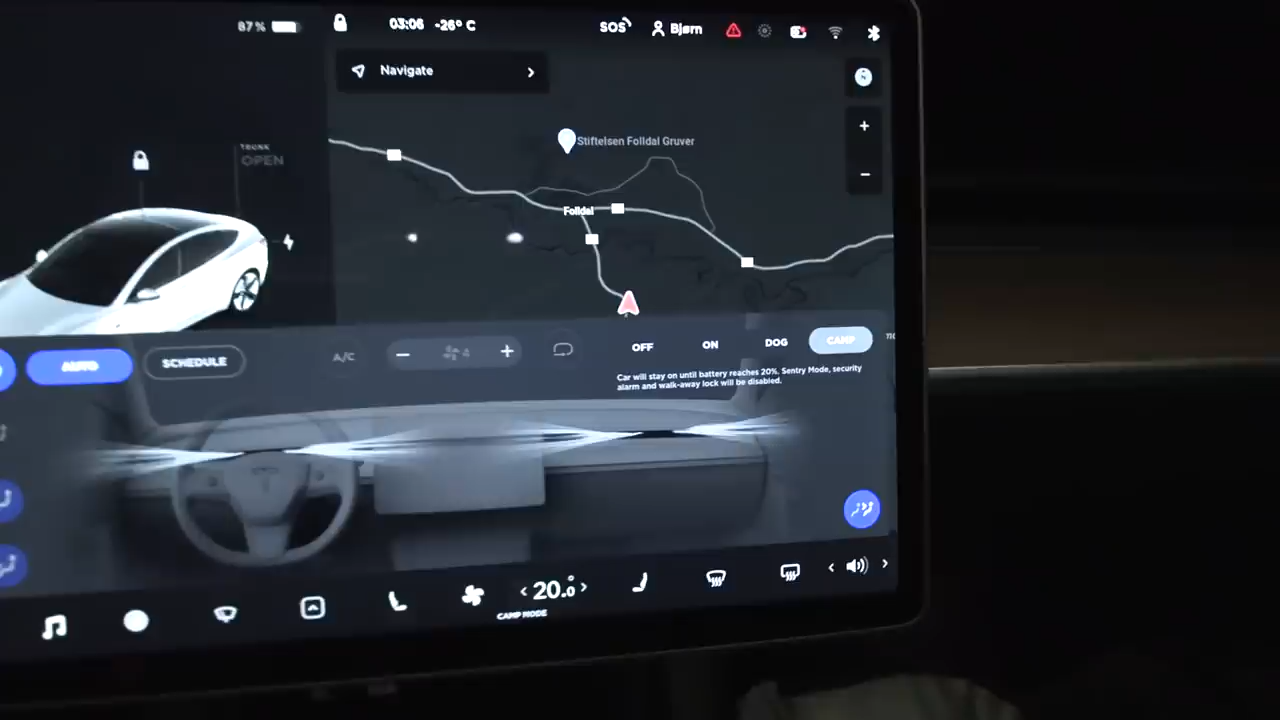 87 %
03:06 -26° C
SOS
Bjørn
Navigate
Stiftelsen Folldal Gruver
TRUNK
OPEN
Folldal
AUTO
SCHEDULE
A/C
4
OFF
ON
DOG
CAMP
Car will stay on until battery reaches 20%. Sentry Mode, security
alarm and walk-away lock will be disabled.
20.0°
CAMP MODE